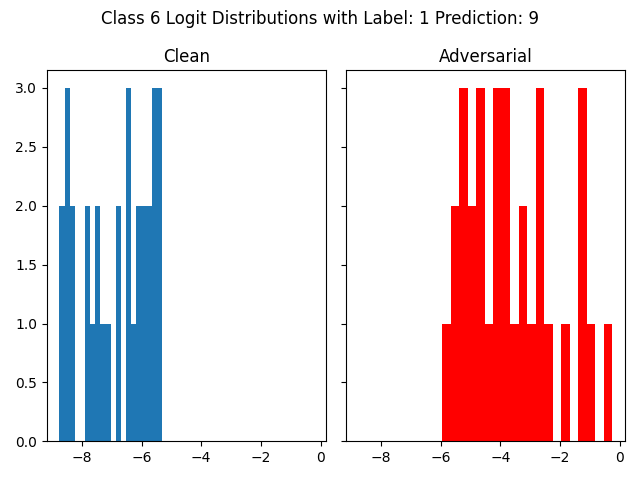 Class 6 Logit Distributions with Label: 1 Prediction: 9
Clean
Adversarial
3.0
2.5
2.0
1.5
1.0
0.5
0.0
−8 −6 −4 −2 0
−8 −6 −4 −2 0